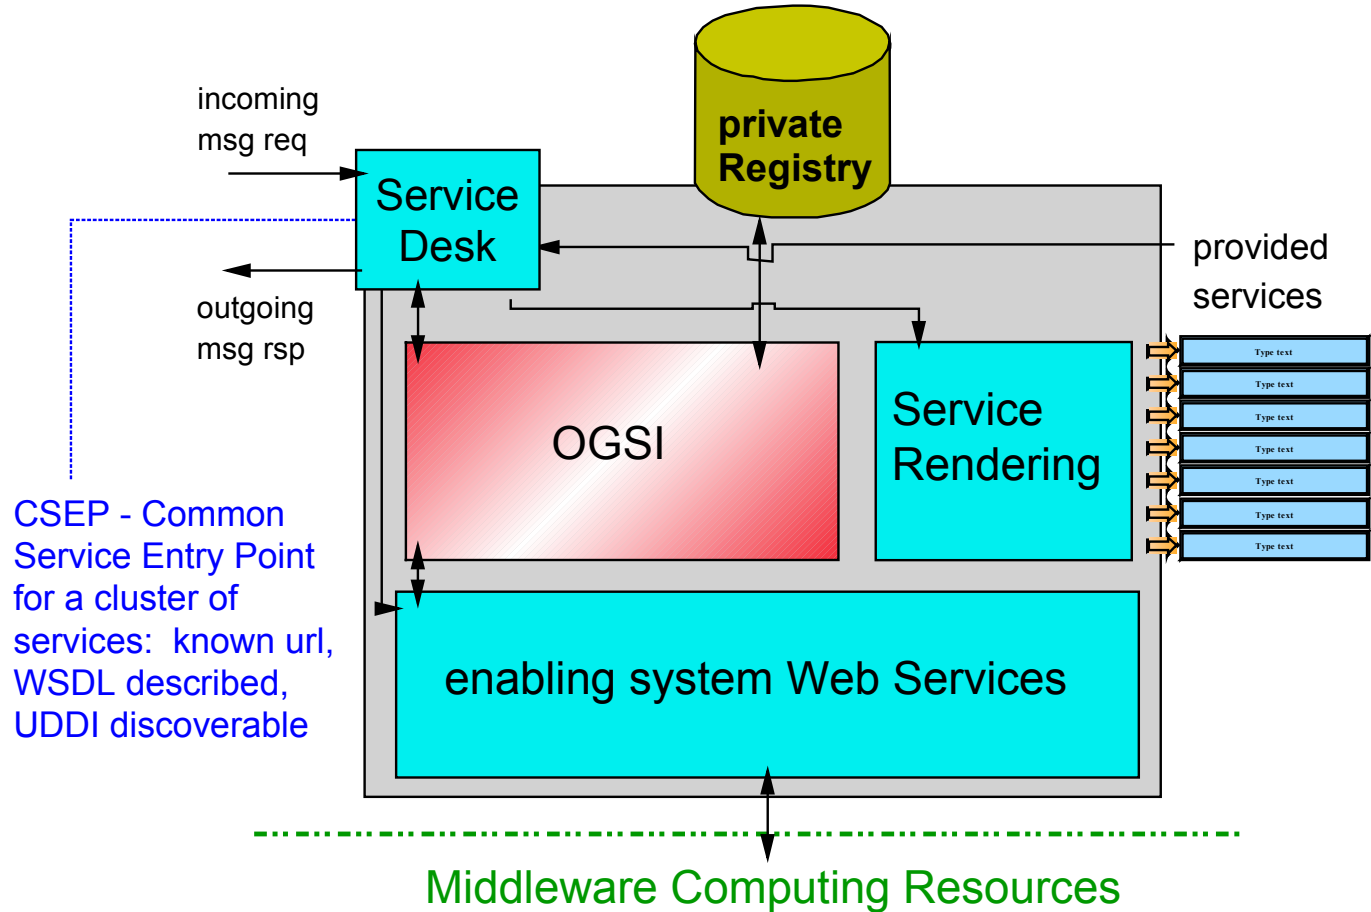 incoming
msg req
private
Registry
Service
Desk
provided
services
outgoing
msg rsp
OGSI
Service
Rendering
Type text
Type text
Type text
Type text
Type text
Type text
Type text
CSEP - Common
Service Entry Point
for a cluster of
services:  known url,
WSDL described,
UDDI discoverable
enabling system Web Services
Middleware Computing Resources